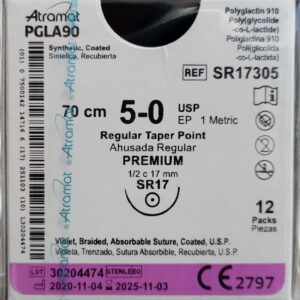 Atramat
PGLA90
Synthetic, Coated
Sintética, Recubierta
Polyglactin 910
Poly(glycolide
-co-L-lactide)
Poliglactina 910
Poli(glicolida
-co-L-lactida)
REF SR17305
70 cm 5-0 USP
EP 1 Metric
Regular Taper Point
Ahusada Regular
PREMIUM
1/2 c 17 mm
SR17
12
Packs
Piezas
Violet, Braided, Absorbable Suture, Coated, U.S.P.
Violeta, Trenzado, Sutura Absorbible, Recubierta, U.S.P.
LOT 30204474 STERILE EO
2020-11-04 2025-11-03
CE 2797
Atramat Atramat